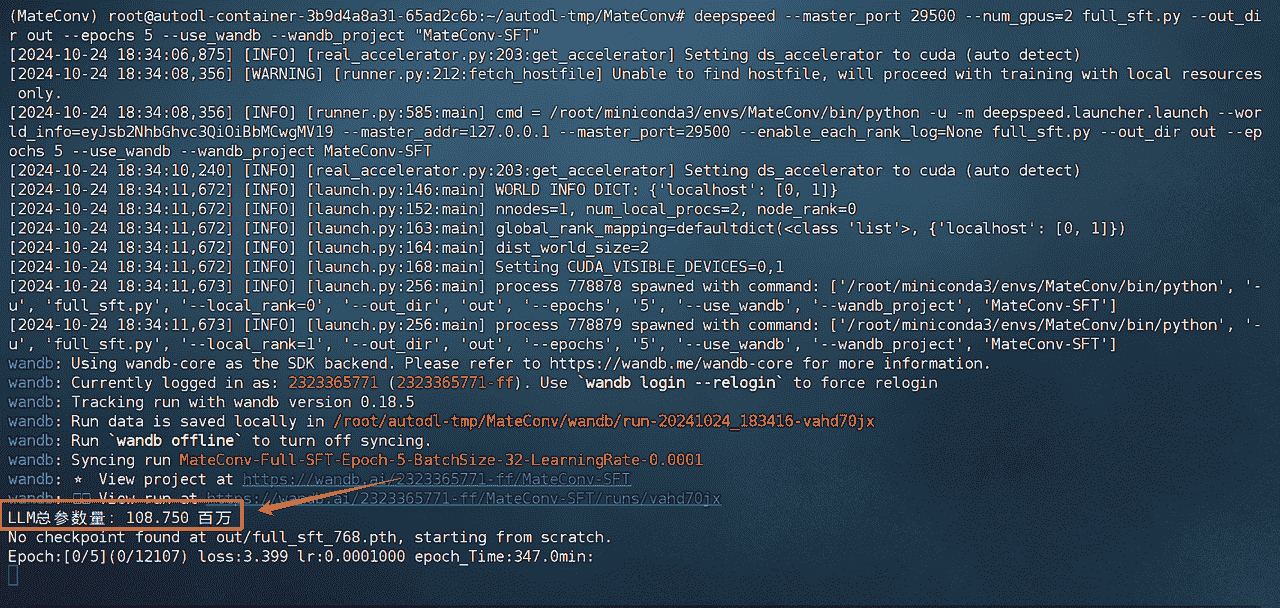 (MateConv) root@autodl-container-3b9d4a8a31-65ad2c6b:~/autodl-tmp/MateConv# deepspeed --master_port 29500 --num_gpus=2 full_sft.py --out_di
r out --epochs 5 --use_wandb --wandb_project "MateConv-SFT"
[2024-10-24 18:34:06,875] [INFO] [real_accelerator.py:203:get_accelerator] Setting ds_accelerator to cuda (auto detect)
[2024-10-24 18:34:08,356] [WARNING] [runner.py:212:fetch_hostfile] Unable to find hostfile, will proceed with training with local resources
only.
[2024-10-24 18:34:08,356] [INFO] [runner.py:585:main] cmd = /root/miniconda3/envs/MateConv/bin/python -u -m deepspeed.launcher.launch --wor
ld_info=eyJsb2NhbGhvc3QiOiBbMCwgMV19 --master_addr=127.0.0.1 --master_port=29500 --enable_each_rank_log=None full_sft.py --out_dir out --ep
ochs 5 --use_wandb --wandb_project MateConv-SFT
[2024-10-24 18:34:10,240] [INFO] [real_accelerator.py:203:get_accelerator] Setting ds_accelerator to cuda (auto detect)
[2024-10-24 18:34:11,672] [INFO] [launch.py:146:main] WORLD INFO DICT: {'localhost': [0, 1]}
[2024-10-24 18:34:11,672] [INFO] [launch.py:152:main] nnodes=1, num_local_procs=2, node_rank=0
[2024-10-24 18:34:11,672] [INFO] [launch.py:163:main] global_rank_mapping=defaultdict(<class 'list'>, {'localhost': [0, 1]})
[2024-10-24 18:34:11,672] [INFO] [launch.py:164:main] dist_world_size=2
[2024-10-24 18:34:11,672] [INFO] [launch.py:168:main] Setting CUDA_VISIBLE_DEVICES=0,1
[2024-10-24 18:34:11,673] [INFO] [launch.py:256:main] process 778878 spawned with command: ['/root/miniconda3/envs/MateConv/bin/python', '-
u', 'full_sft.py', '--local_rank=0', '--out_dir', 'out', '--epochs', '5', '--use_wandb', '--wandb_project', 'MateConv-SFT']
[2024-10-24 18:34:11,673] [INFO] [launch.py:256:main] process 778879 spawned with command: ['/root/miniconda3/envs/MateConv/bin/python', '-
u', 'full_sft.py', '--local_rank=1', '--out_dir', 'out', '--epochs', '5', '--use_wandb', '--wandb_project', 'MateConv-SFT']
wandb: Using wandb-core as the SDK backend. Please refer to https://wandb.me/wandb-core for more information.
wandb: Currently logged in as: 2323365771 (2323365771-ff). Use `wandb login --relogin` to force relogin
wandb: Tracking run with wandb version 0.18.5
wandb: Run data is saved locally in /root/autodl-tmp/MateConv/wandb/run-20241024_183416-vahd70jx
wandb: Run `wandb offline` to turn off syncing.
wandb: Syncing run MateConv-Full-SFT-Epoch-5-BatchSize-32-LearningRate-0.0001
wandb: ⭐ View project at https://wandb.ai/2323365771-ff/MateConv-SFT
wandb: View run at https://wandb.ai/2323365771-ff/MateConv-SFT/runs/vahd70jx
LLM总参数量: 108.750 百万
No checkpoint found at out/full_sft_768.pth, starting from scratch.
Epoch:[0/5](0/12107) loss:3.399 lr:0.0001000 epoch_Time:347.0min: